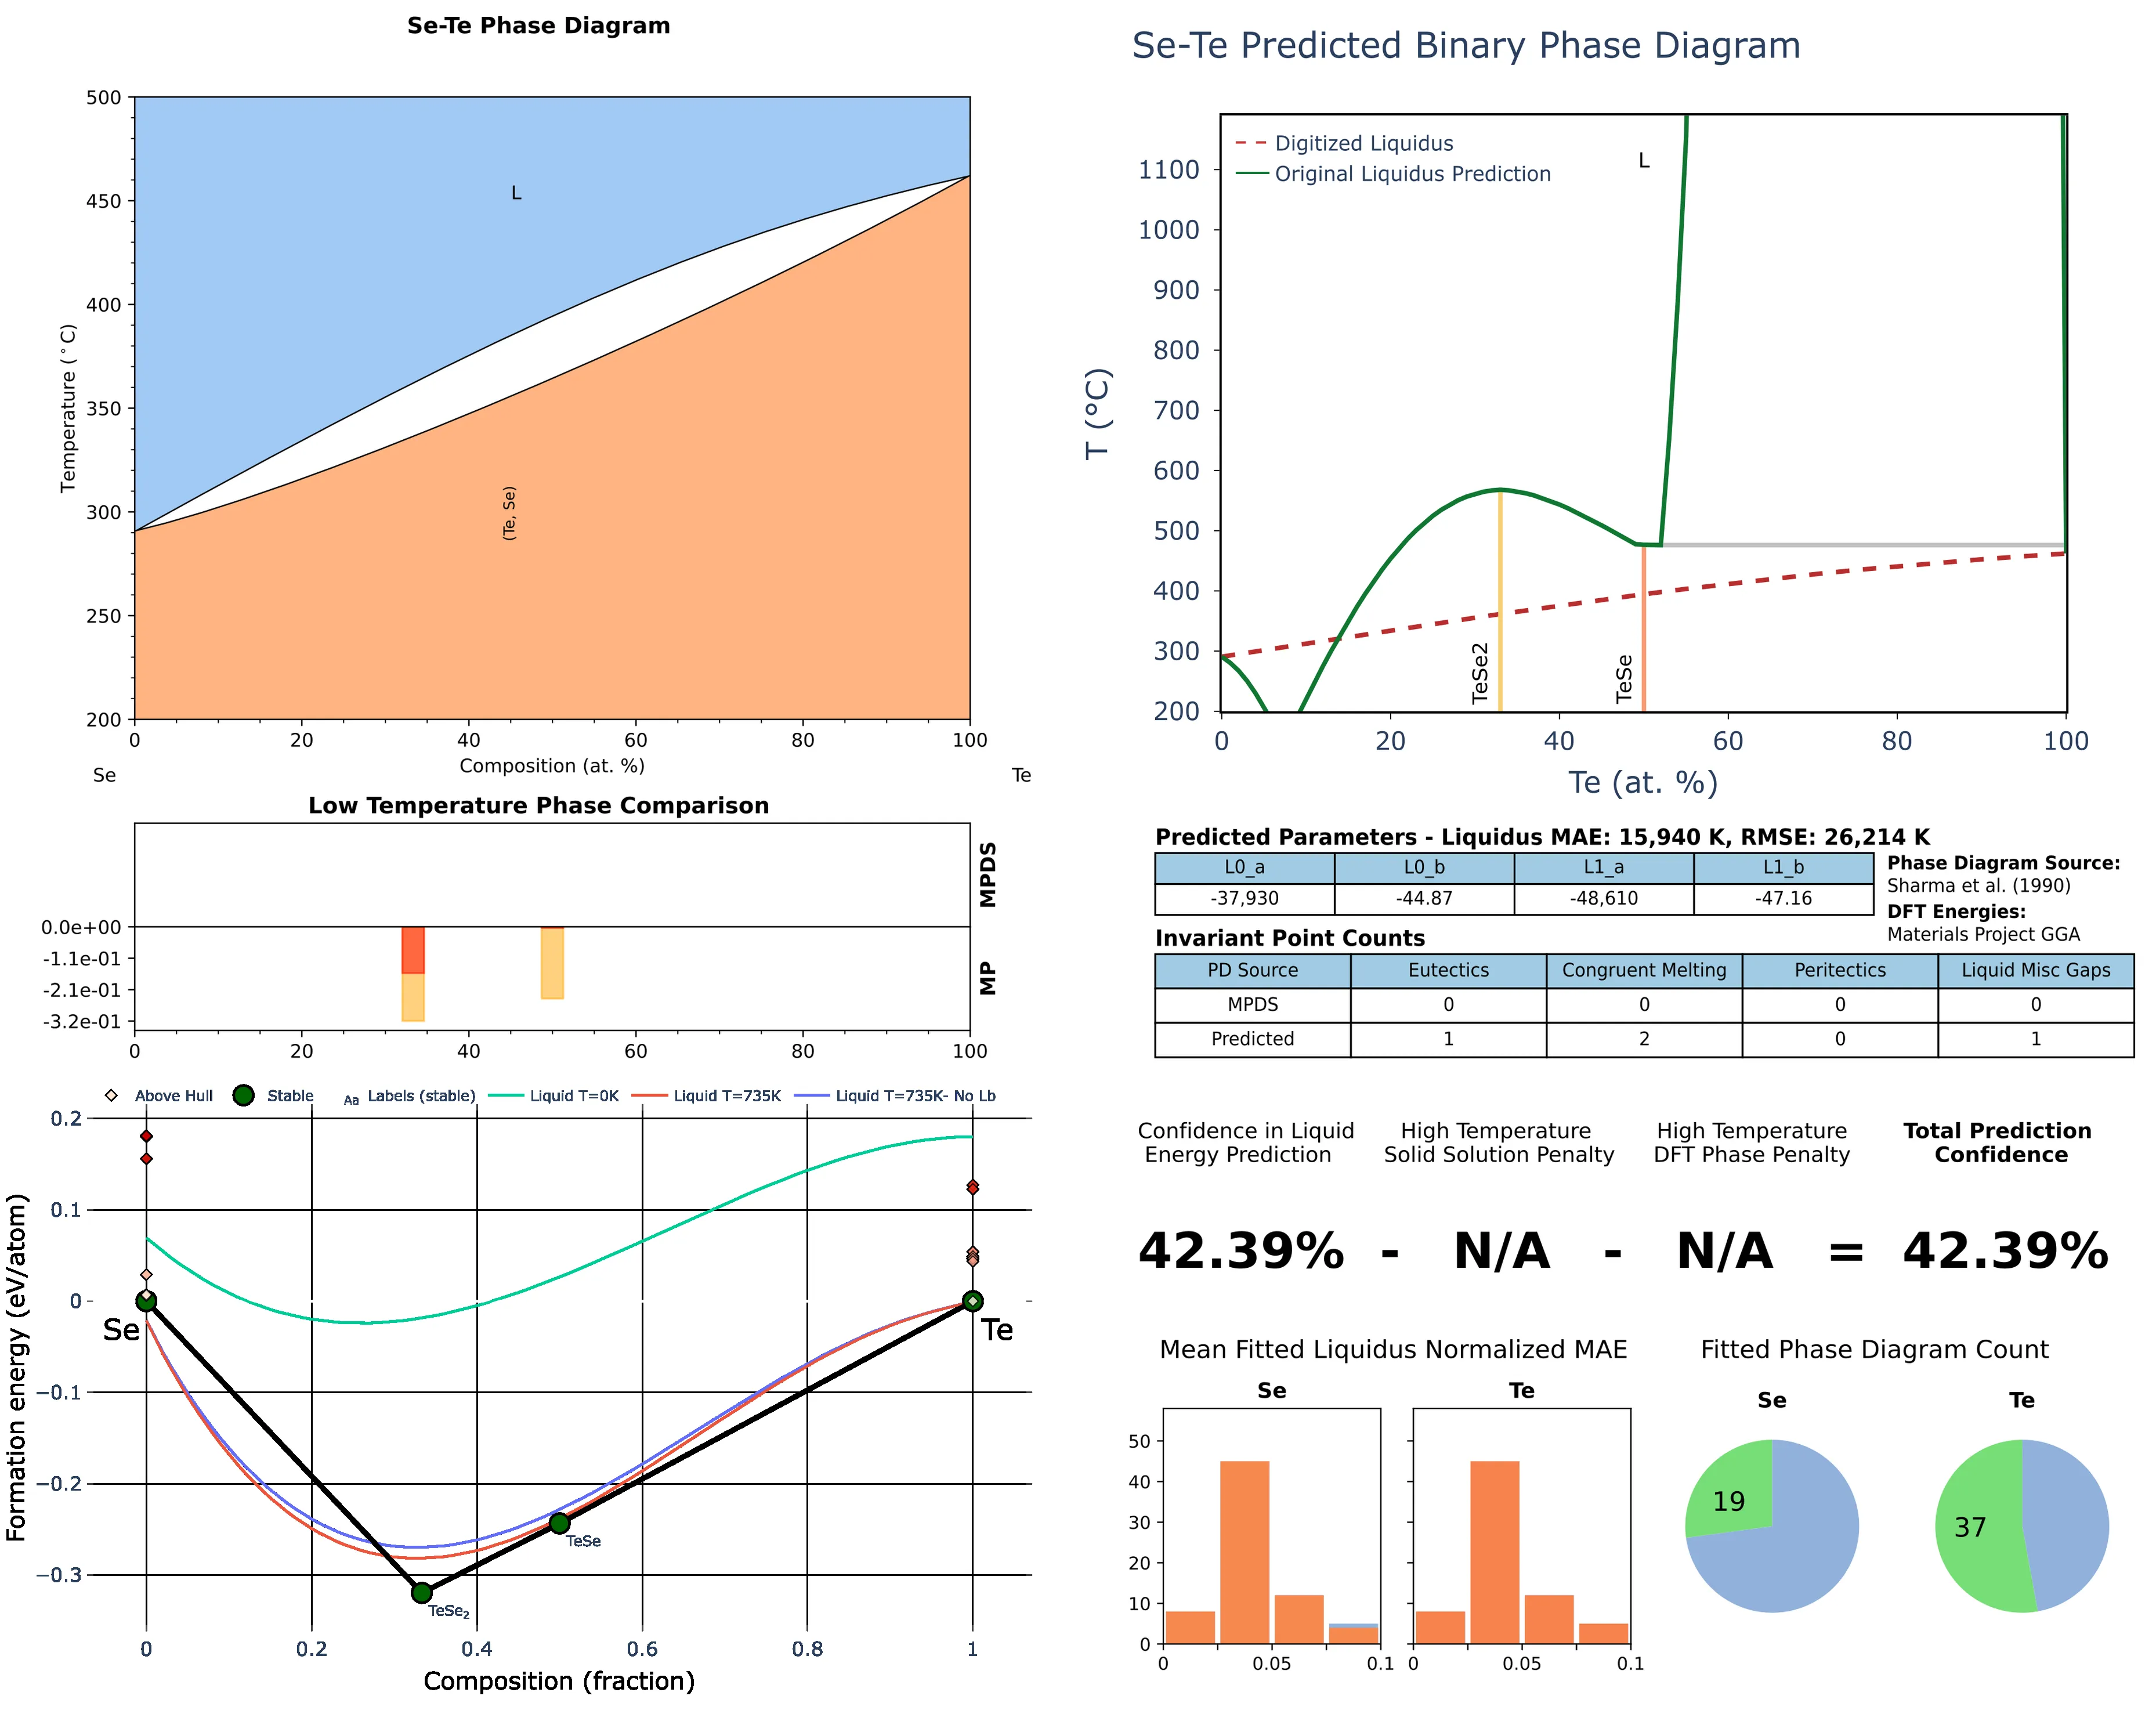 Se-Te Phase Diagram
500
450
400
350
300
250
200
Temperature (°C)
L
(Te, Se)
0 20 40 60 80 100
Composition (at. %)
Se Te
Se-Te Predicted Binary Phase Diagram
Digitized Liquidus
Original Liquidus Prediction
L
1100
1000
900
800
700
600
500
400
300
200
T (°C)
TeSe2
TeSe
0 20 40 60 80 100
Te (at. %)
Low Temperature Phase Comparison
MPDS
MP
0.0e+00
-1.1e-01
-2.1e-01
-3.2e-01
0 20 40 60 80 100
Predicted Parameters - Liquidus MAE: 15,940 K, RMSE: 26,214 K
L0_a L0_b L1_a L1_b
-37,930 -44.87 -48,610 -47.16
Phase Diagram Source:
Sharma et al. (1990)
DFT Energies:
Materials Project GGA
Invariant Point Counts
PD Source Eutectics Congruent Melting Peritectics Liquid Misc Gaps
MPDS 0 0 0 0
Predicted 1 2 0 1
Above Hull Stable Aa Labels (stable) Liquid T=0K Liquid T=735K Liquid T=735K- No Lb
0.2
0.1
0
−0.1
−0.2
−0.3
Formation energy (eV/atom)
Se
Te
TeSe
TeSe₂
0 0.2 0.4 0.6 0.8 1
Composition (fraction)
Confidence in Liquid
Energy Prediction
High Temperature
Solid Solution Penalty
High Temperature
DFT Phase Penalty
Total Prediction
Confidence
42.39% - N/A - N/A = 42.39%
Mean Fitted Liquidus Normalized MAE
Se Te
50
40
30
20
10
0
0 0.05 0.1 0 0.05 0.1
Fitted Phase Diagram Count
Se Te
19 37